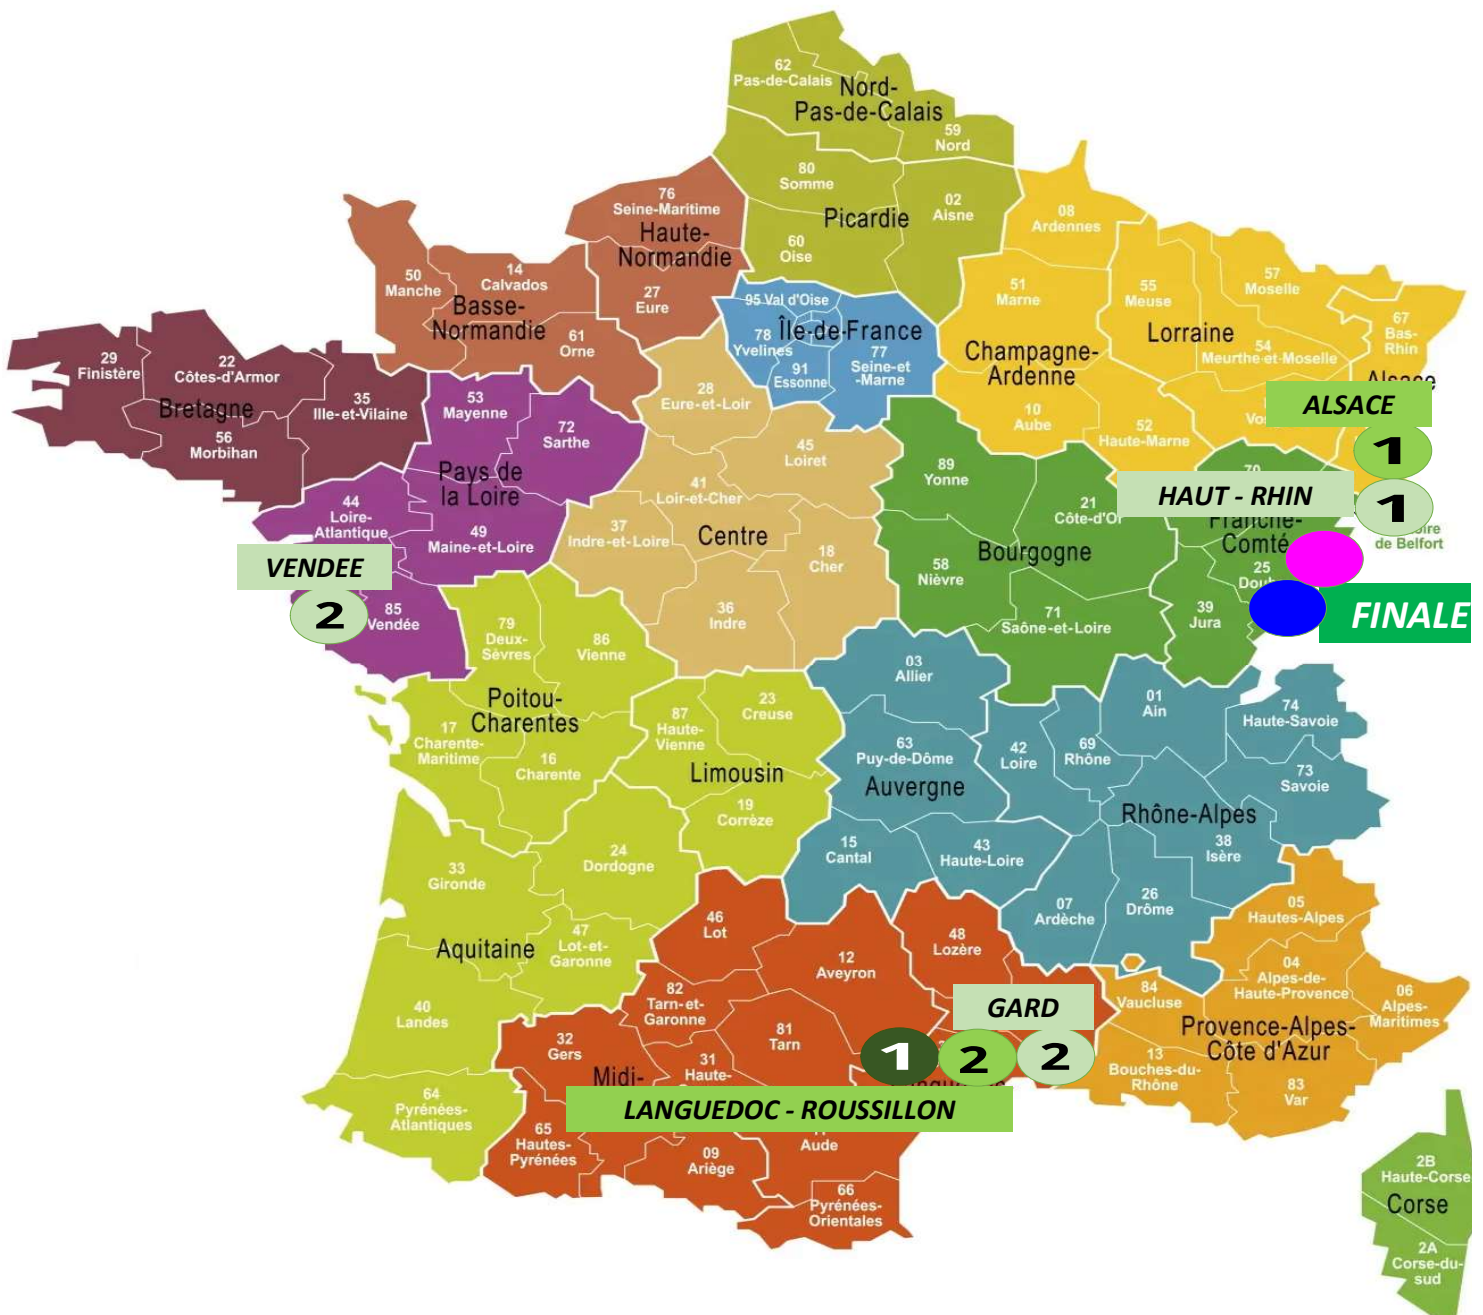 62
Pas-de-Calais
Nord-
Pas-de-Calais
59
Nord
80
Somme
Picardie
02
Aisne
60
Oise
76
Seine-Maritime
Haute-
Normandie
27
Eure
50
Manche
14
Calvados
Basse-
Normandie
61
Orne
08
Ardennes
51
Marne
Champagne-
Ardenne
10
Aube
52
Haute-Marne
55
Meuse
57
Moselle
Lorraine
54
Meurthe-et-Moselle
67
Bas-
Rhin
Alsace
ALSACE
1
95 Val d'Oise
Île-de-France
78
Yvelines
91
Essonne
77
Seine-et
-Marne
29
Finistère
22
Côtes-d'Armor
Bretagne
35
Ille-et-Vilaine
56
Morbihan
53
Mayenne
72
Sarthe
Pays de
la Loire
44
Loire-
Atlantique
49
Maine-et-Loire
VENDEE
2
85
Vendée
28
Eure-et-Loir
45
Loiret
41
Loir-et-Cher
37
Indre-et-Loire
Centre
18
Cher
36
Indre
89
Yonne
21
Côte-d'Or
Bourgogne
58
Nièvre
71
Saône-et-Loire
70
HAUT - RHIN
1
Franche-
Comté
de Belfort
25
39
Jura
FINALE
79
Deux-
Sèvres
86
Vienne
Poitou-
Charentes
17
Charente-
Maritime
16
Charente
87
Haute-
Vienne
23
Creuse
Limousin
19
Corrèze
03
Allier
63
Puy-de-Dôme
Auvergne
15
Cantal
43
Haute-Loire
42
Loire
69
Rhône
01
Ain
74
Haute-Savoie
73
Savoie
Rhône-Alpes
38
Isère
07
Ardèche
26
Drôme
24
Dordogne
33
Gironde
47
Lot-et-
Garonne
Aquitaine
40
Landes
64
Pyrénées-
Atlantiques
46
Lot
12
Aveyron
48
Lozère
82
Tarn-et-
Garonne
81
Tarn
32
Gers
31
Haute-
Midi-
65
Hautes-
Pyrénées
09
Ariège
GARD
1
2
2
LANGUEDOC - ROUSSILLON
Aude
66
Pyrénées-
Orientales
05
Hautes-Alpes
04
Alpes-de-
Haute-Provence
06
Alpes-
Maritimes
84
Vaucluse
Provence-Alpes-
Côte d'Azur
13
Bouches-du-
Rhône
83
Var
2B
Haute-Corse
Corse
2A
Corse-du-
sud